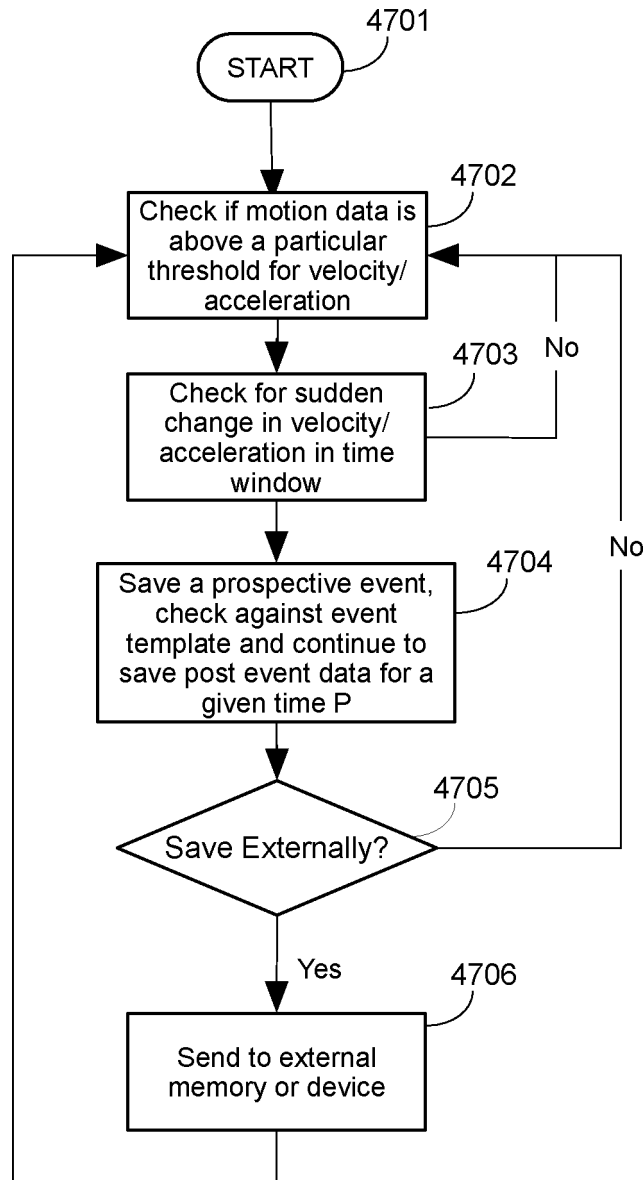 4701
START
4702
Check if motion data is
above a particular
threshold for velocity/
acceleration
4703
No
Check for sudden
change in velocity/
acceleration in time
window
No
4704
Save a prospective event,
check against event
template and continue to
save post event data for a
given time P
4705
Save Externally?
Yes
4706
Send to external
memory or device